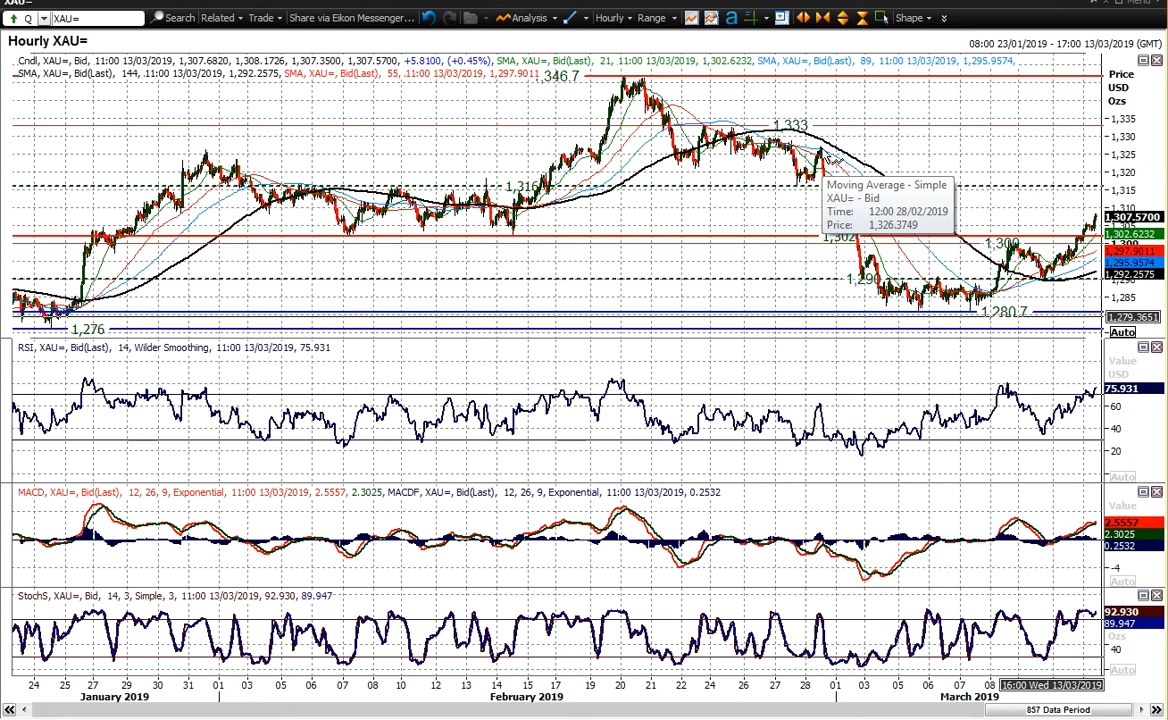 XAU=
Q XAU= Search Related Trade Share via Eikon Messenger... Analysis Hourly Range a Shape
Hourly XAU=
08:00 23/01/2019 - 17:00 13/03/2019 (GMT)
Cndl, XAU=, Bid, 11:00 13/03/2019, 1,307.6820, 1,308.1726, 1,307.3500, 1,307.5700, +5.8100, (+0.45%), SMA, XAU=, Bid(Last), 21, 11:00 13/03/2019, 1,302.6232, SMA, XAU=, Bid(Last), 89, 11:00 13/03/2019, 1,295.9574,
SMA, XAU=, Bid(Last), 144, 11:00 13/03/2019, 1,292.2575, SMA, XAU=, Bid(Last), 55, 11:00 13/03/2019, 1,297.9011
346.7
Price
USD
Ozs
1,335
1,333
1,330
1,325
1,320
1,316
1,315
Moving Average - Simple
XAU= - Bid
Time: 12:00 28/02/2019
Price: 1,326.3749
1,307.5700
1,302.6232
1,302
1,300
1,297.9011
1,295.9574
1,292.2575
1,290
1,285
1,280.7
1,279.3651
1,276
Auto
RSI, XAU=, Bid(Last), 14, Wilder Smoothing, 11:00 13/03/2019, 75.931
Value
USD
75.931
60
40
20
Auto
MACD, XAU=, Bid(Last), 12, 26, 9, Exponential, 11:00 13/03/2019, 2.5557, 2.3025, MACDF, XAU=, Bid(Last), 12, 26, 9, Exponential, 11:00 13/03/2019, 0.2532
Value
2.5557
2.3025
0.2532
-4
Auto
StochS, XAU=, Bid, 14, 3, Simple, 3, 11:00 13/03/2019, 92.930, 89.947
92.930
89.947
Ozs
40
Auto
24 25 27 29 30 31 01 03 05 06 07 08 10 12 13 14 15 17 19 20 21 22 24 26 27 28 01 03 05 06 07 08 16:00 Wed 13/03/2019
January 2019 February 2019 March 2019
857 Data Period